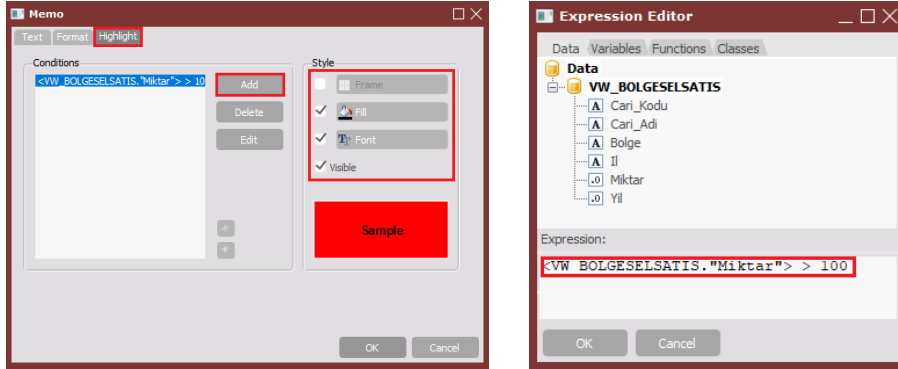 Memo
Text Format Highlight
Conditions
<VW_BOLGESELSATIS."Miktar"> > 10
Add
Delete
Edit
Style
Frame
Fill
Font
Visible
Sample
OK Cancel
Expression Editor
Data Variables Functions Classes
Data
VW_BOLGESELSATIS
Cari_Kodu
Cari_Adi
Bolge
Il
Miktar
Yil
Expression:
<VW_BOLGESELSATIS."Miktar"> > 100
OK Cancel